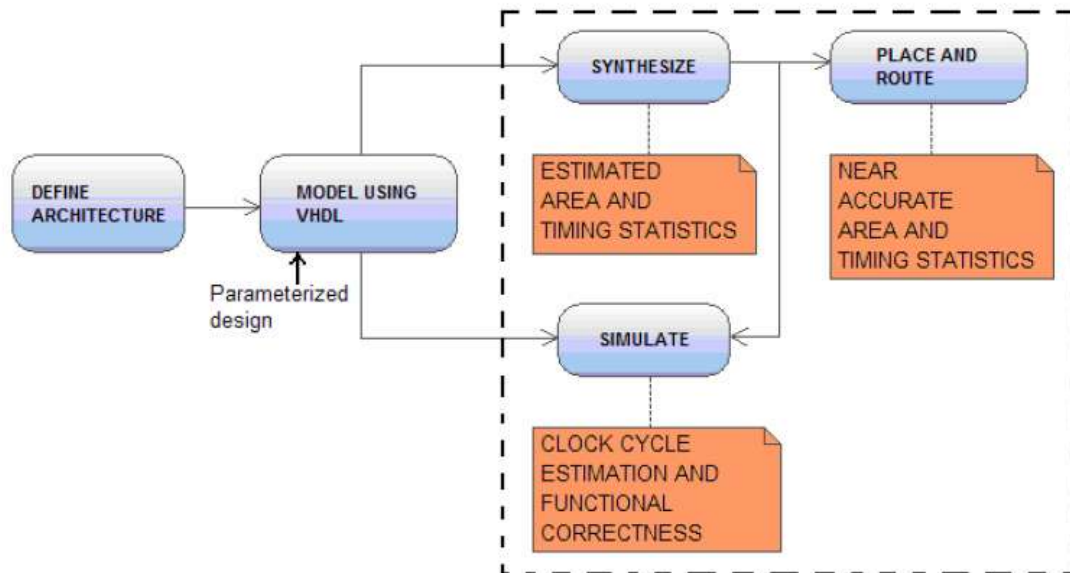 SYNTHESIZE
PLACE AND
ROUTE
DEFINE
ARCHITECTURE
MODEL USING
VHDL
ESTIMATED
AREA AND
TIMING STATISTICS
NEAR
ACCURATE
AREA AND
TIMING STATISTICS
Parameterized
design
SIMULATE
CLOCK CYCLE
ESTIMATION AND
FUNCTIONAL
CORRECTNESS